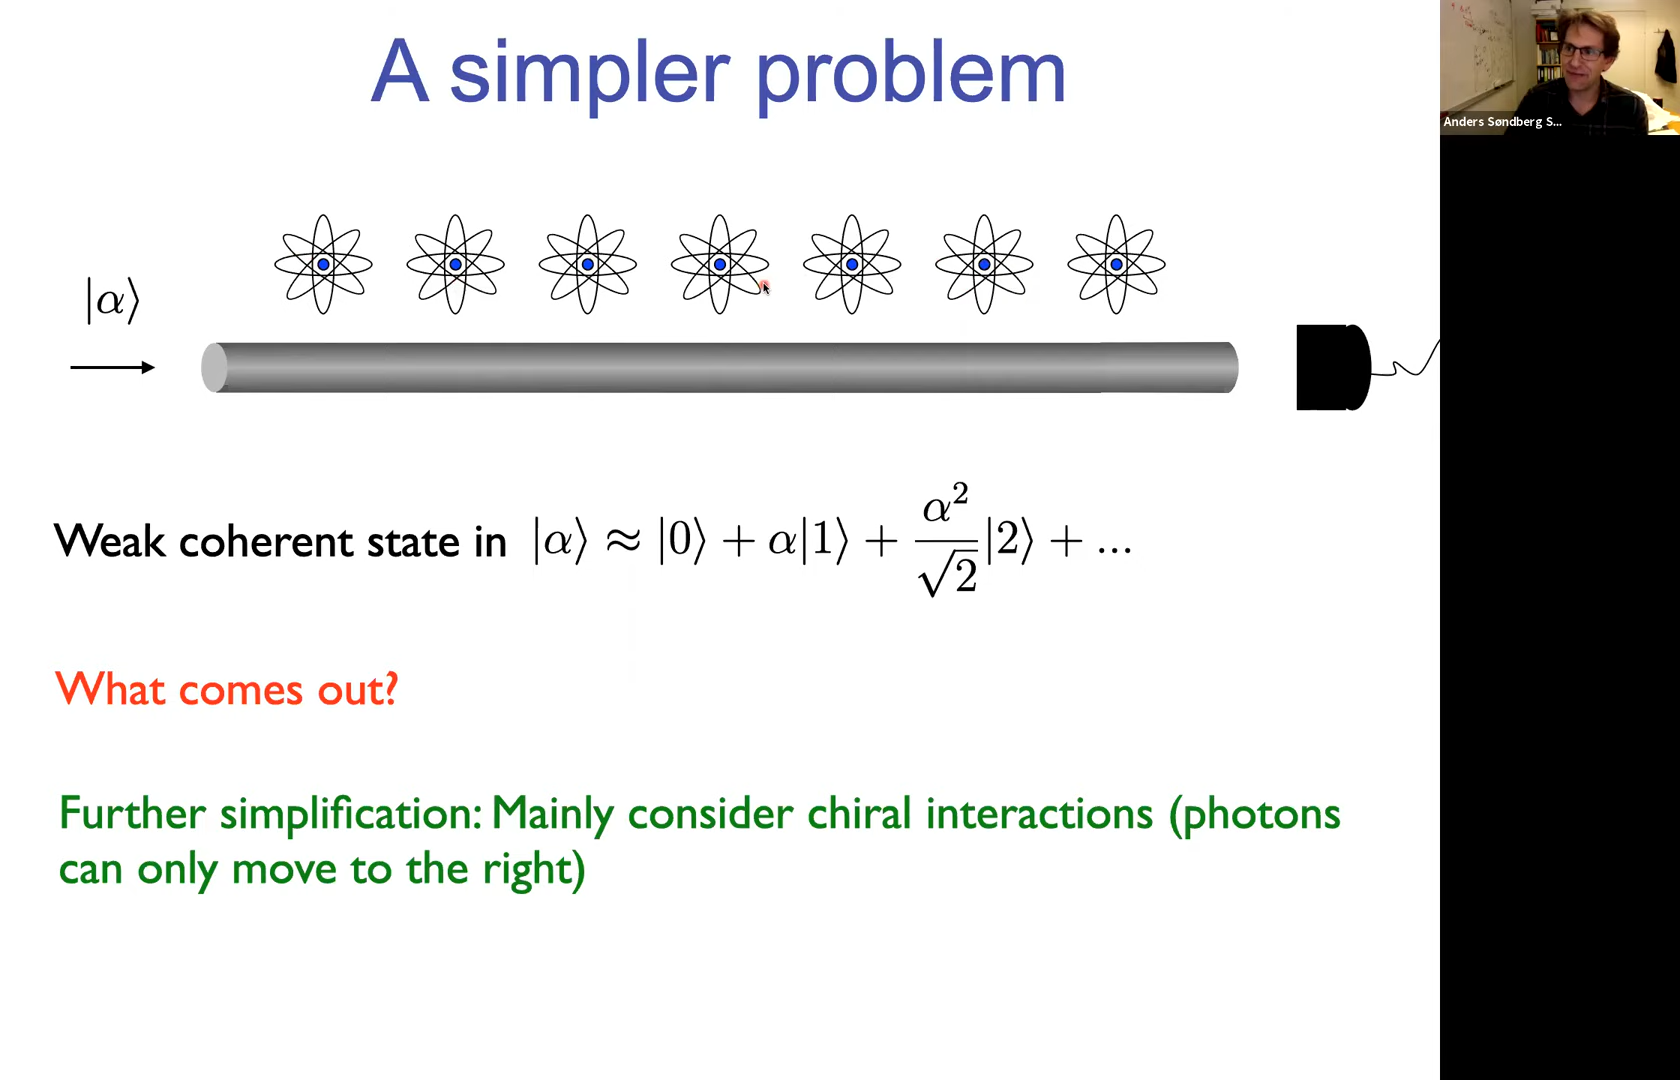 A simpler problem
Anders Søndberg S...
|α⟩
Weak coherent state in |α⟩ ≈ |0⟩ + α|1⟩ + α²/√2 |2⟩ + ...
What comes out?
Further simplification: Mainly consider chiral interactions (photons
can only move to the right)